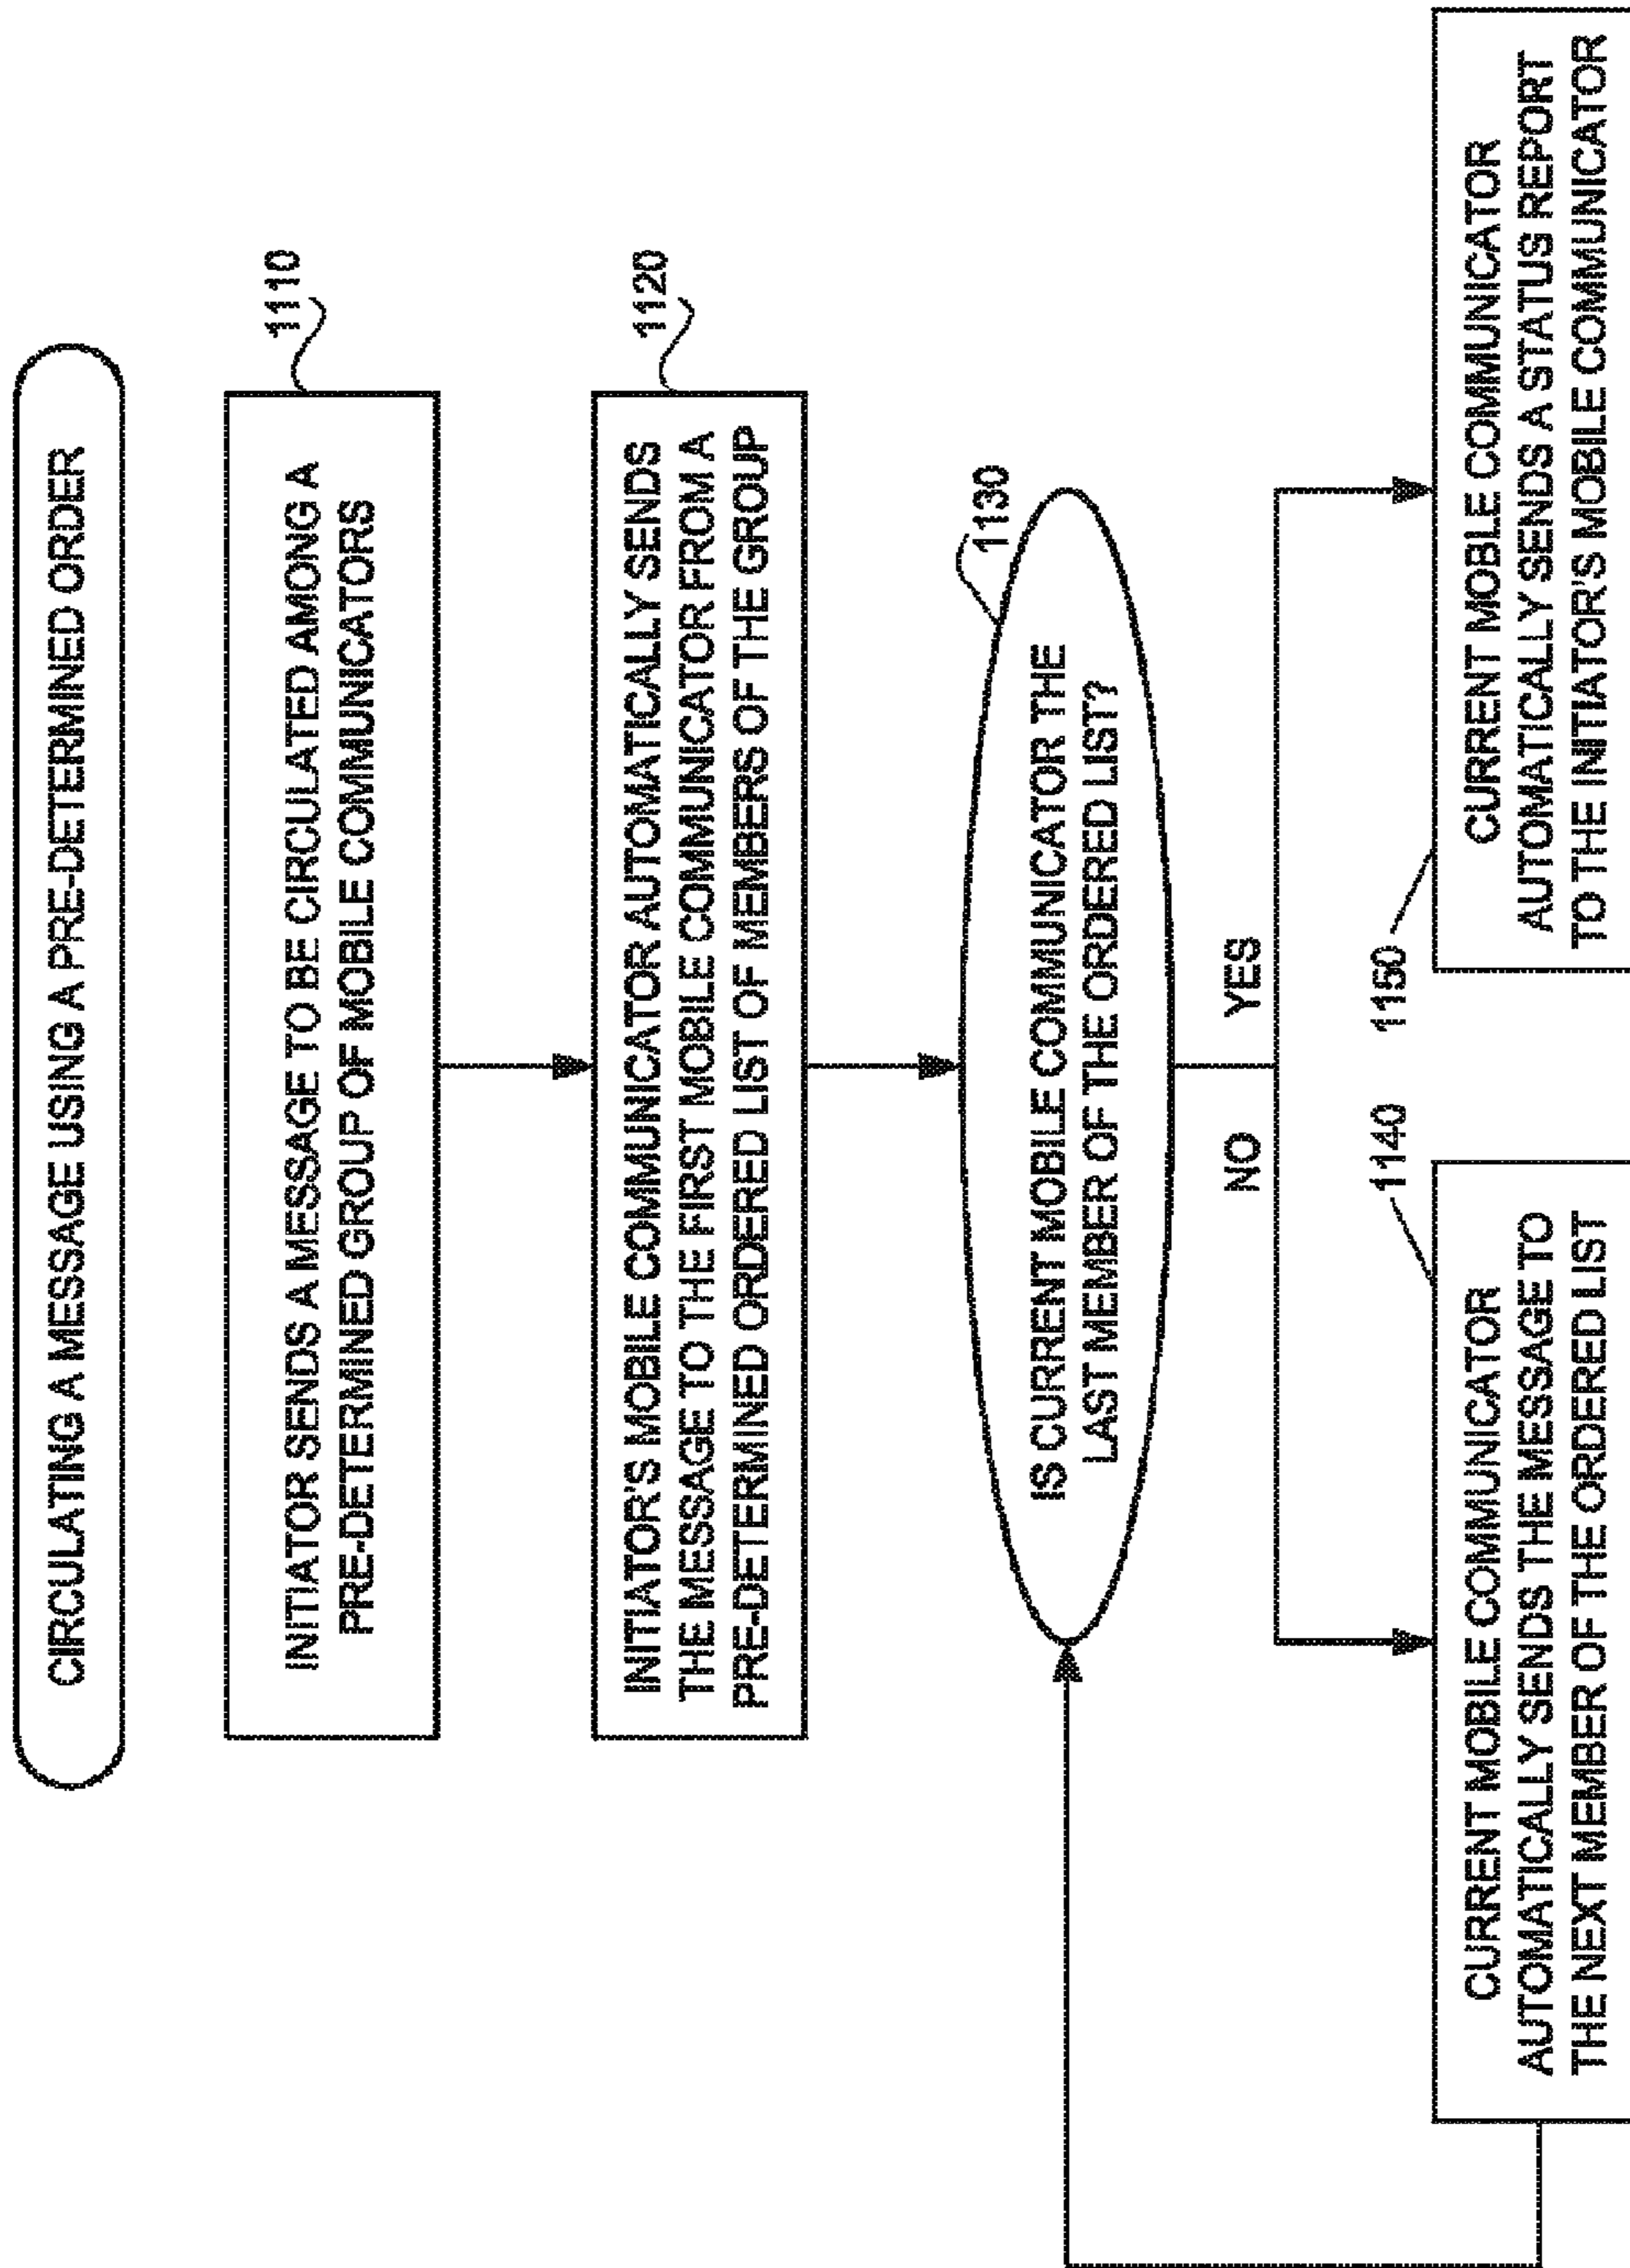 CIRCULATING A MESSAGE USING A PRE-DETERMINED ORDER
1110
INITIATOR SENDS A MESSAGE TO BE CIRCULATED AMONG A
PRE-DETERMINED GROUP OF MOBILE COMMUNICATORS
1120
INITIATOR'S MOBILE COMMUNICATOR AUTOMATICALLY SENDS
THE MESSAGE TO THE FIRST MOBILE COMMUNICATOR FROM A
PRE-DETERMINED ORDERED LIST OF MEMBERS OF THE GROUP
1130
IS CURRENT MOBILE COMMUNICATOR THE
LAST MEMBER OF THE ORDERED LIST?
NO
YES
1140
CURRENT MOBILE COMMUNICATOR
AUTOMATICALLY SENDS THE MESSAGE TO
THE NEXT MEMBER OF THE ORDERED LIST
1150
CURRENT MOBLE COMMUNICATOR
AUTOMATICALLY SENDS A STATUS REPORT
TO THE INITIATOR'S MOBILE COMMUNICATOR